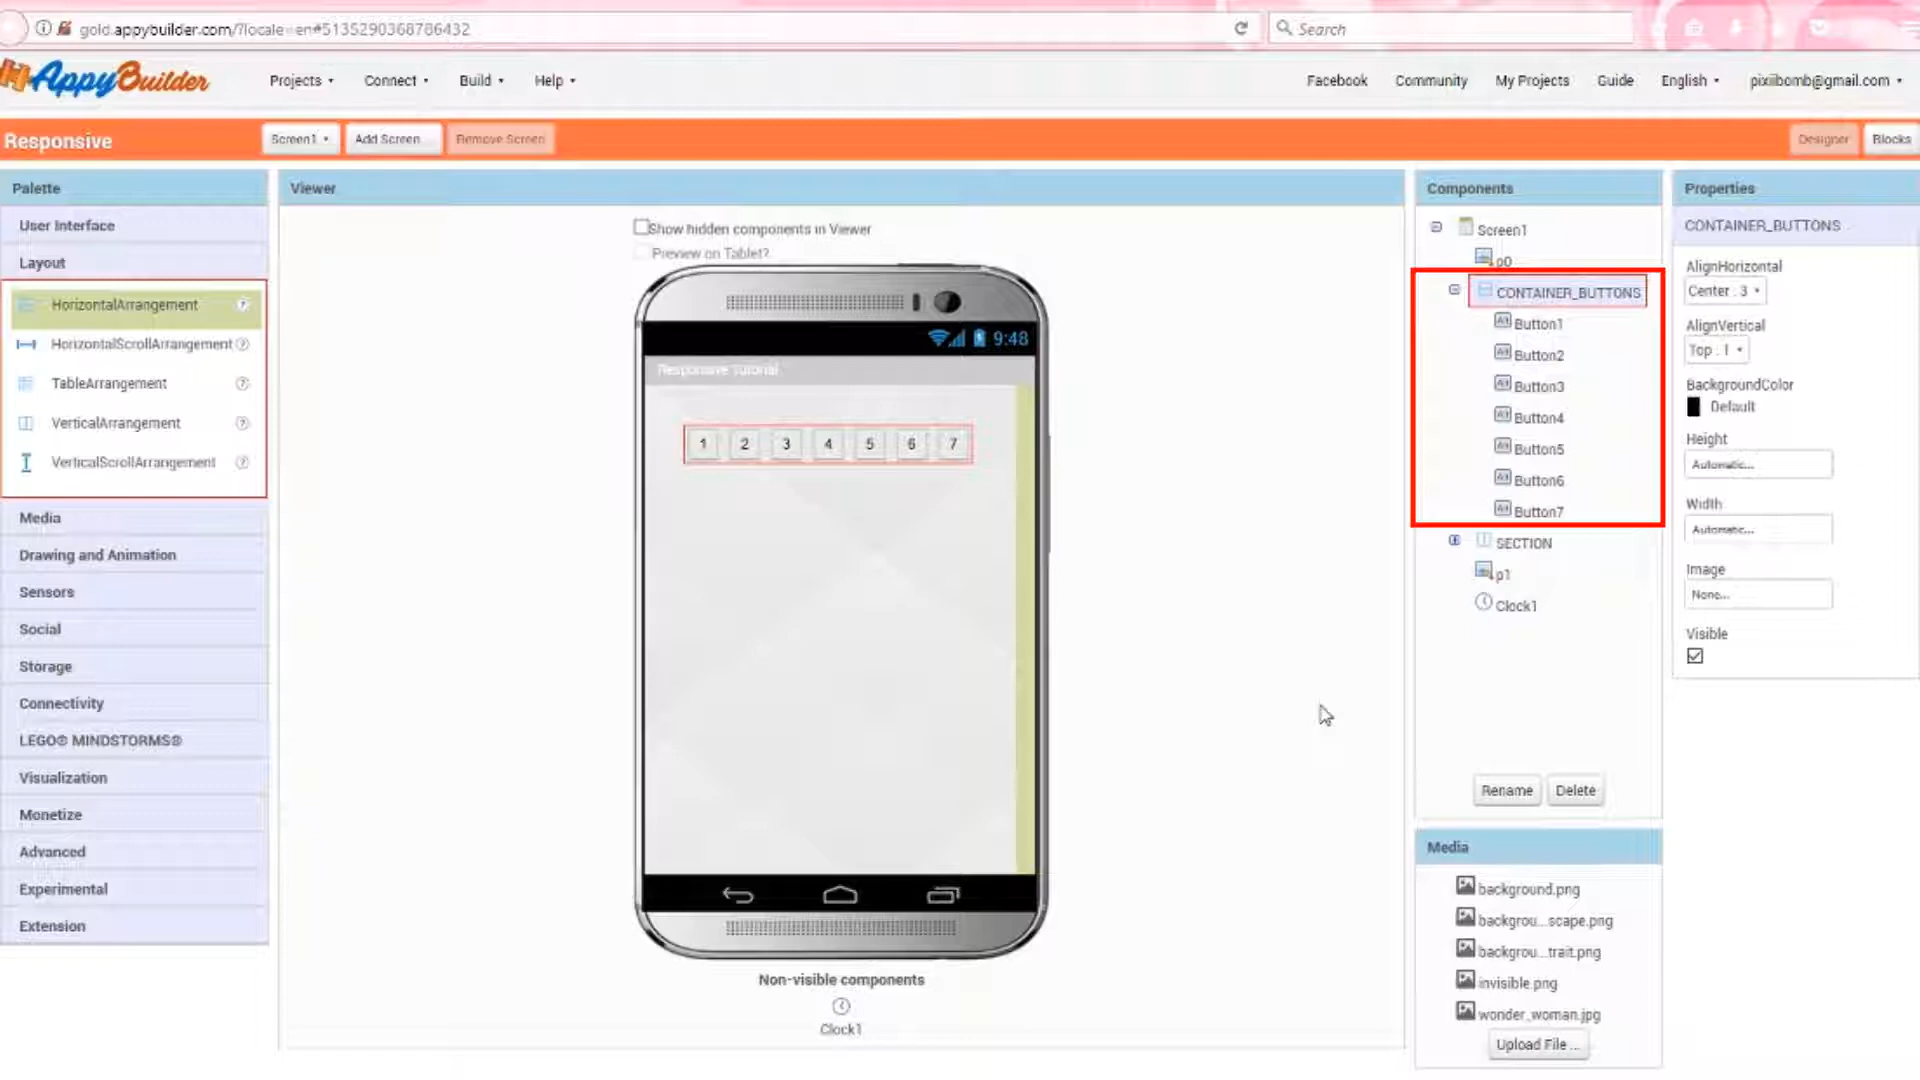 gold.appybuilder.com/?locale=en#5135290368786432
Search
AppyBuilder
Projects
Connect
Build
Help
Facebook
Community
My Projects
Guide
English
pixiibomb@gmail.com
Responsive
Screen1
Add Screen
Remove Screen
Designer
Blocks
Palette
User Interface
Layout
HorizontalArrangement
HorizontalScrollArrangement
TableArrangement
VerticalArrangement
VerticalScrollArrangement
Media
Drawing and Animation
Sensors
Social
Storage
Connectivity
LEGO® MINDSTORMS®
Visualization
Monetize
Advanced
Experimental
Extension
Viewer
Show hidden components in Viewer
Preview on Tablet?
9:48
Responsive Tutorial
1 2 3 4 5 6 7
Non-visible components
Clock1
Components
Screen1
p0
CONTAINER_BUTTONS
Button1
Button2
Button3
Button4
Button5
Button6
Button7
SECTION
p1
Clock1
Rename
Delete
Media
background.png
backgrou...scape.png
backgrou...trait.png
invisible.png
wonder_woman.jpg
Upload File ...
Properties
CONTAINER_BUTTONS
AlignHorizontal
Center : 3
AlignVertical
Top : 1
BackgroundColor
Default
Height
Automatic...
Width
Automatic...
Image
None...
Visible